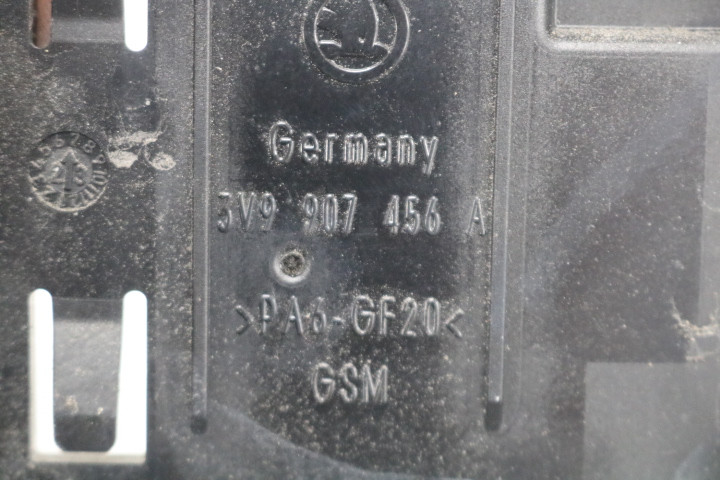 Germany
3V9 907 456 A
>PA6-GF20<
GSM